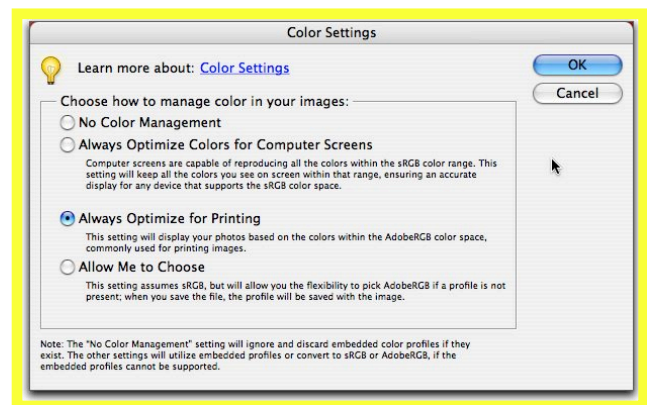 Color Settings
Learn more about: Color Settings
OK
Cancel
Choose how to manage color in your images:
No Color Management
Always Optimize Colors for Computer Screens
Computer screens are capable of reproducing all the colors within the sRGB color range. This
setting will keep all the colors you see on screen within that range, ensuring an accurate
display for any device that supports the sRGB color space.
Always Optimize for Printing
This setting will display your photos based on the colors within the AdobeRGB color space,
commonly used for printing images.
Allow Me to Choose
This setting assumes sRGB, but will allow you the flexibility to pick AdobeRGB if a profile is not
present; when you save the file, the profile will be saved with the image.
Note: The "No Color Management" setting will ignore and discard embedded color profiles if they
exist. The other settings will utilize embedded profiles or convert to sRGB or AdobeRGB, if the
embedded profiles cannot be supported.